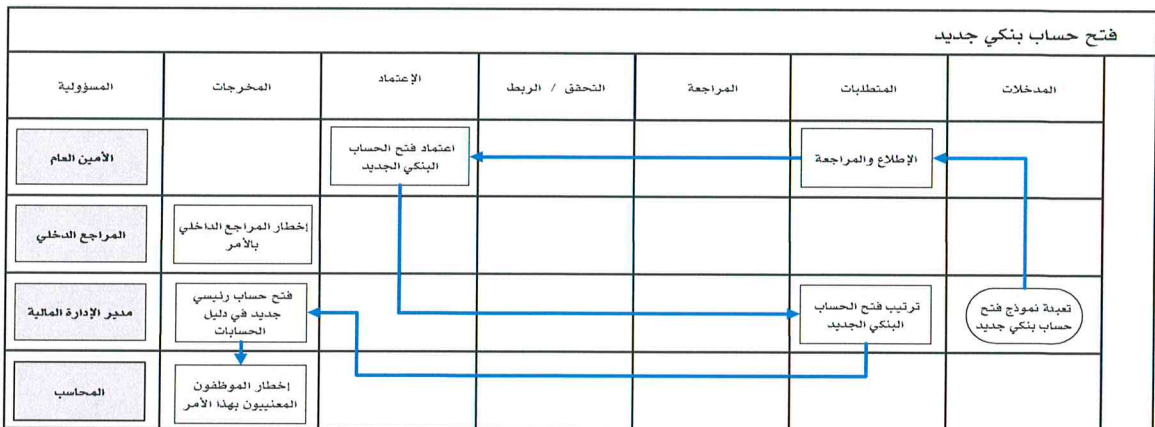 فتح حساب بنكي جديد
المدخلات
المتطلبات
المراجعة
التحقق / الربط
الإعتماد
المخرجات
المسؤولية
الإطلاع والمراجعة
اعتماد فتح الحساب
البنكي الجديد
الأمين العام
إخطار المراجع الداخلي
بالأمر
المراجع الدخلي
تعبئة نموذج فتح
حساب بنكي جديد
ترتيب فتح الحساب
البنكي الجديد
فتح حساب رئيسي
جديد في دليل
الحسابات
مدير الإدارة المالية
إخطار الموظفون
المعنييون بهذا الأمر
المحاسب